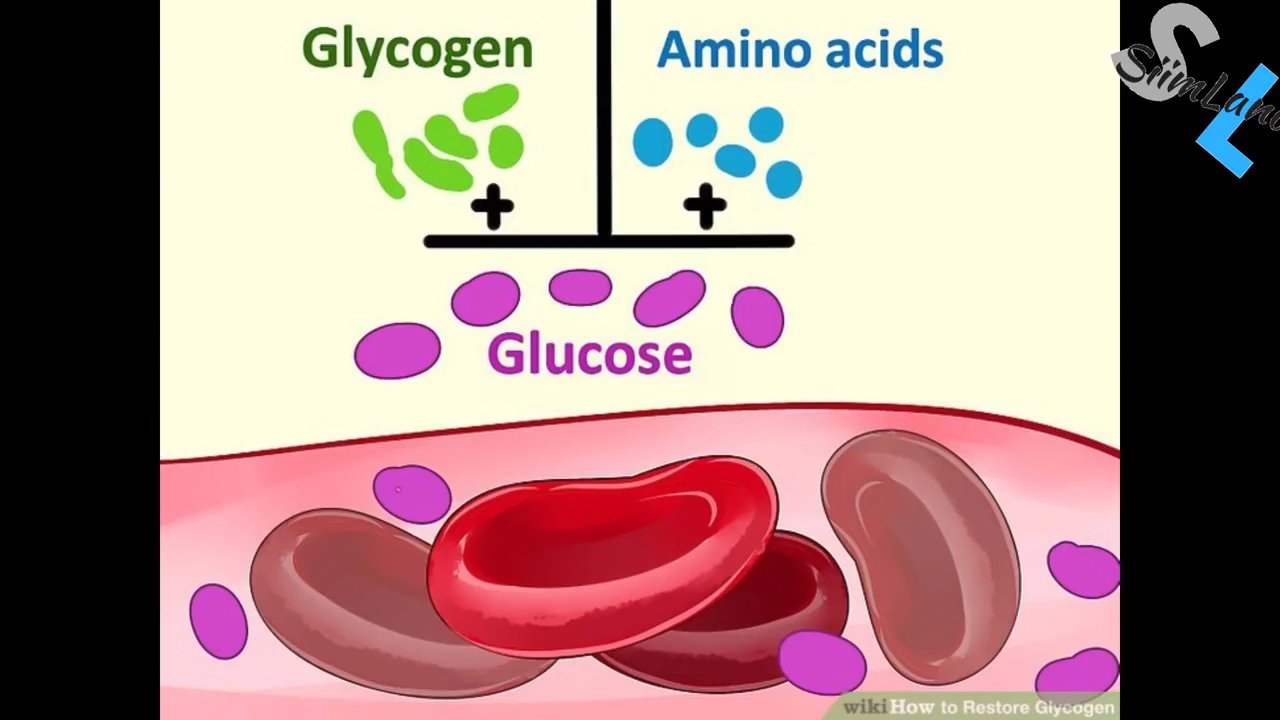 Glycogen
Amino acids
+ +
Glucose
SiimLand
wikiHow to Restore Glycogen